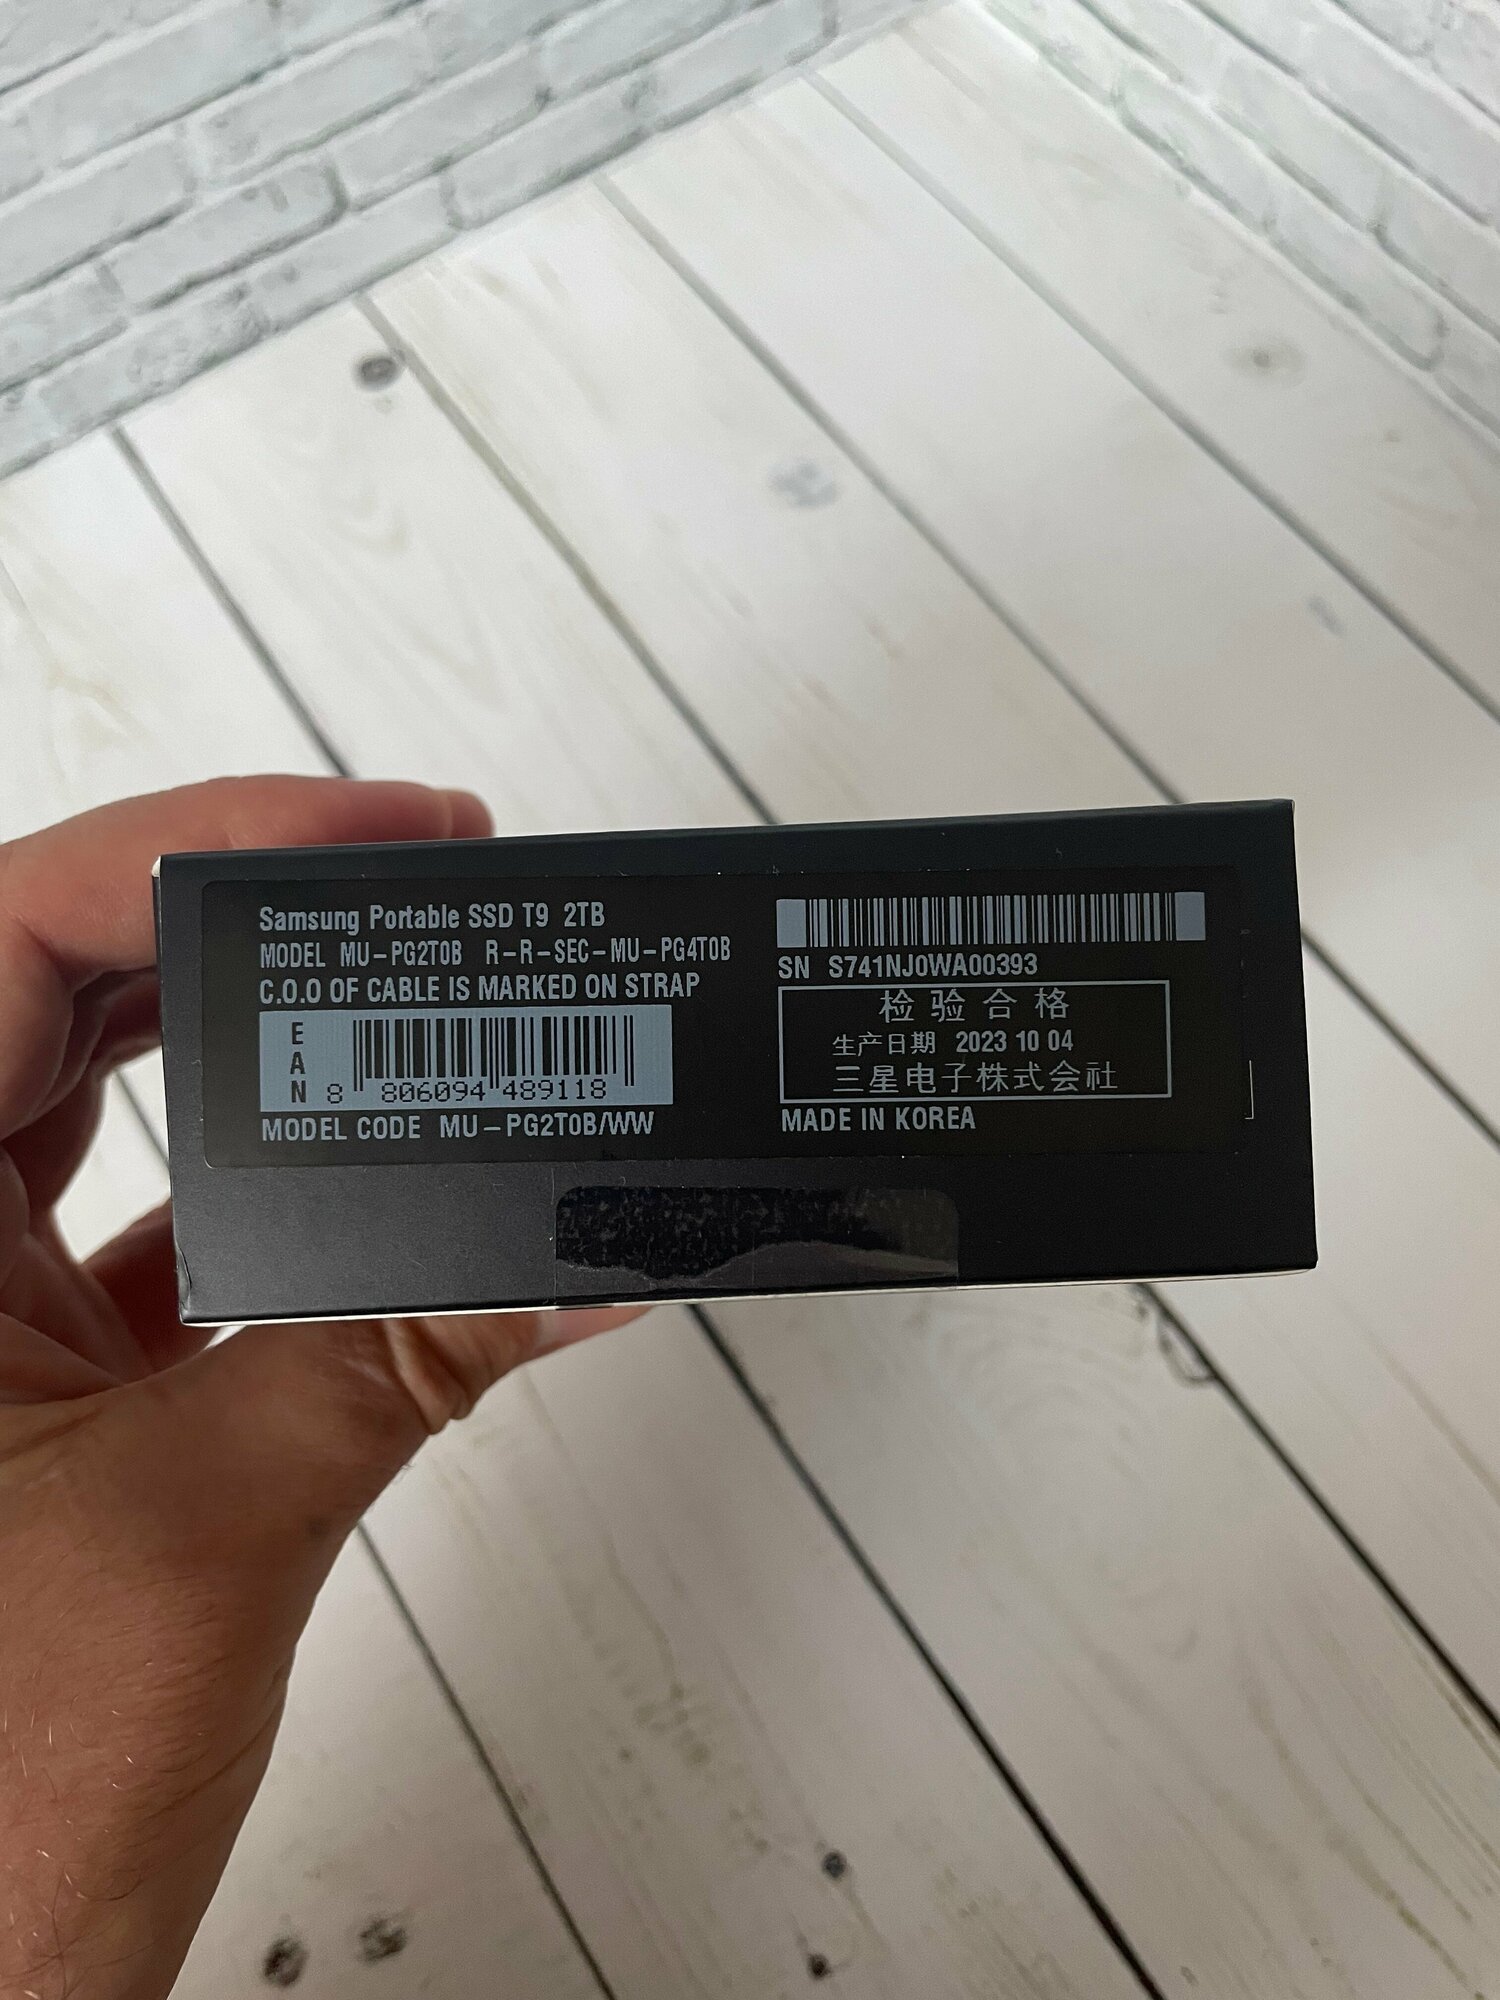 Samsung Portable SSD T9 2TB
MODEL MU-PG2T0B R-R-SEC-MU-PG4T0B
C.O.O OF CABLE IS MARKED ON STRAP
EAN
8 806094 489118
MODEL CODE MU-PG2T0B/WW
SN S741NJ0WA00393
检验合格
生产日期 2023 10 04
三星电子株式会社
MADE IN KOREA